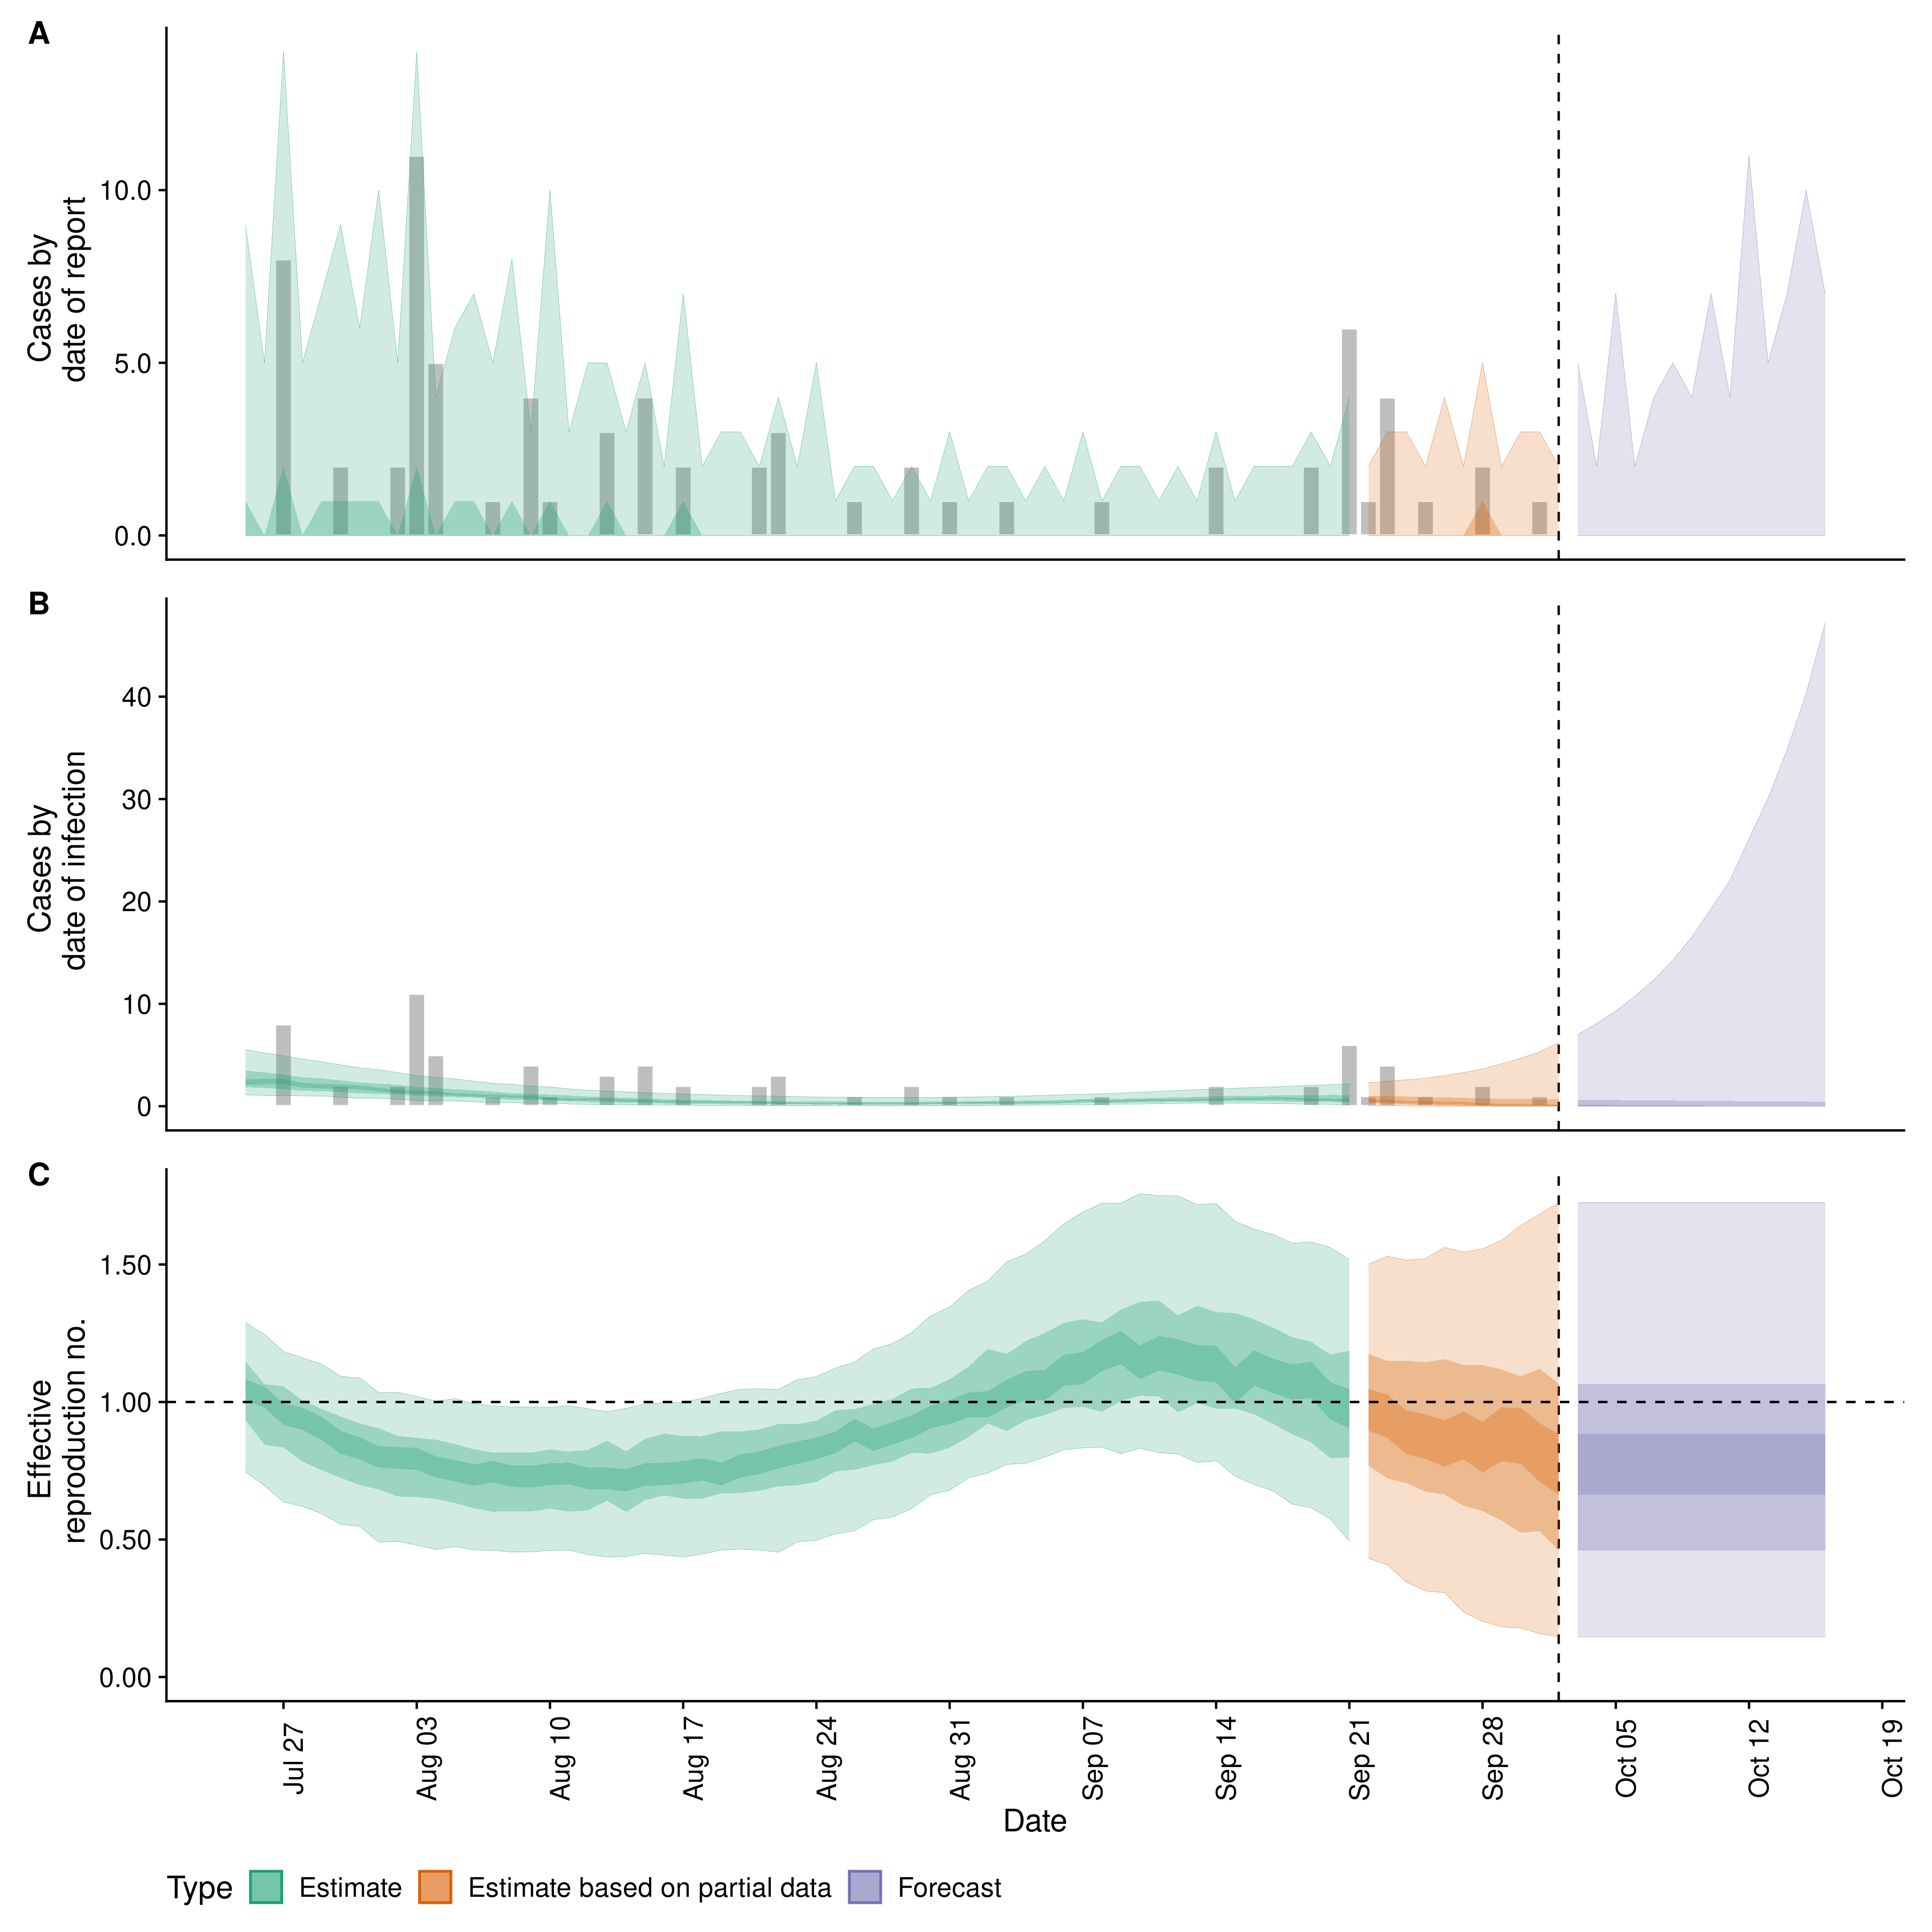 A
Cases by
date of report
10.0
5.0
0.0
B
Cases by
date of infection
40
30
20
10
0
C
Effective
reproduction no.
1.50
1.00
0.50
0.00
Jul 27
Aug 03
Aug 10
Aug 17
Aug 24
Aug 31
Sep 07
Sep 14
Sep 21
Sep 28
Oct 05
Oct 12
Oct 19
Date
Type Estimate Estimate based on partial data Forecast